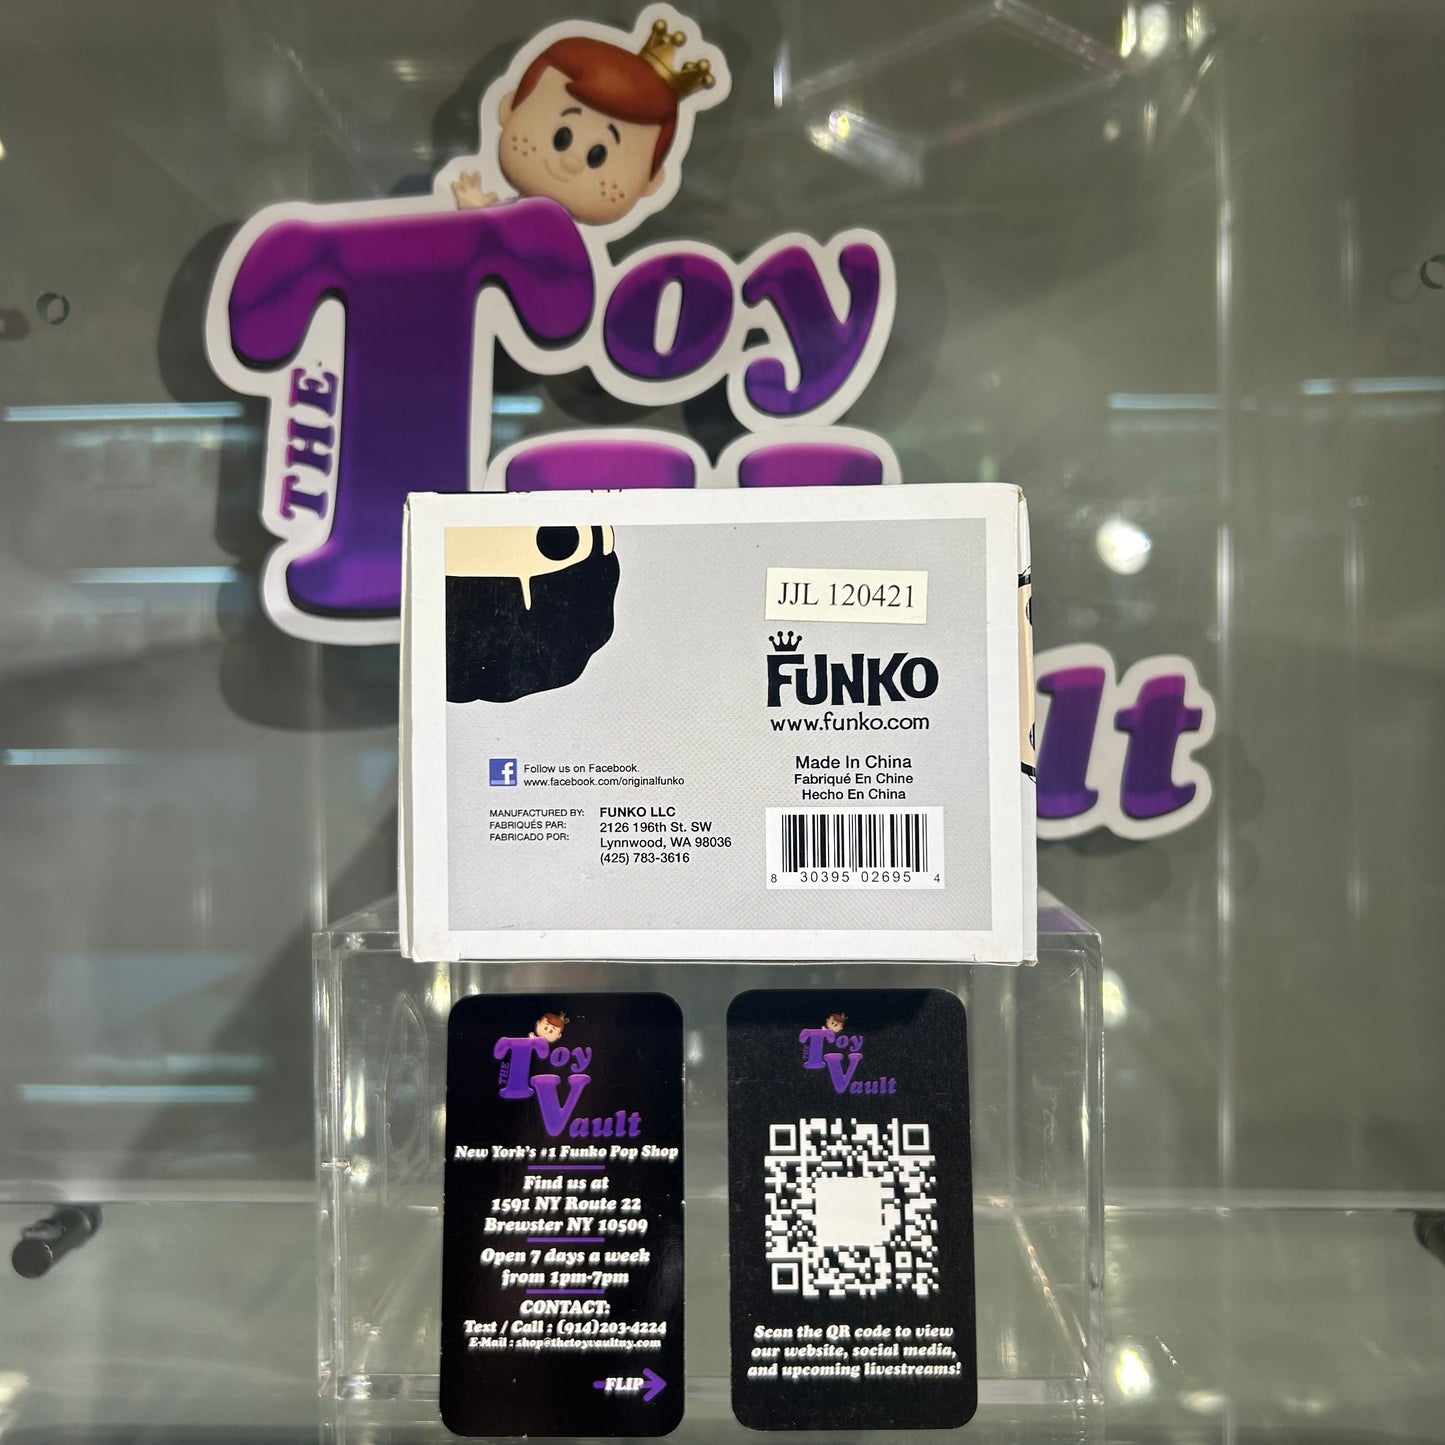 THE Toy
lt
JJL 120421
FUNKO
www.funko.com
Follow us on Facebook.
www.facebook.com/originalfunko
Made In China
Fabriqué En Chine
Hecho En China
MANUFACTURED BY:
FABRIQUÉS PAR:
FABRICADO POR:
FUNKO LLC
2126 196th St. SW
Lynnwood, WA 98036
(425) 783-3616
8 30395 02695 4
THE Toy
Vault
New York's #1 Funko Pop Shop
Find us at
1591 NY Route 22
Brewster NY 10509
Open 7 days a week
from 1pm-7pm
CONTACT:
Text / Call : (914)203-4224
E-Mail : shop@thetoyvaultny.com
FLIP
THE Toy
Vault
Scan the QR code to view
our website, social media,
and upcoming livestreams!